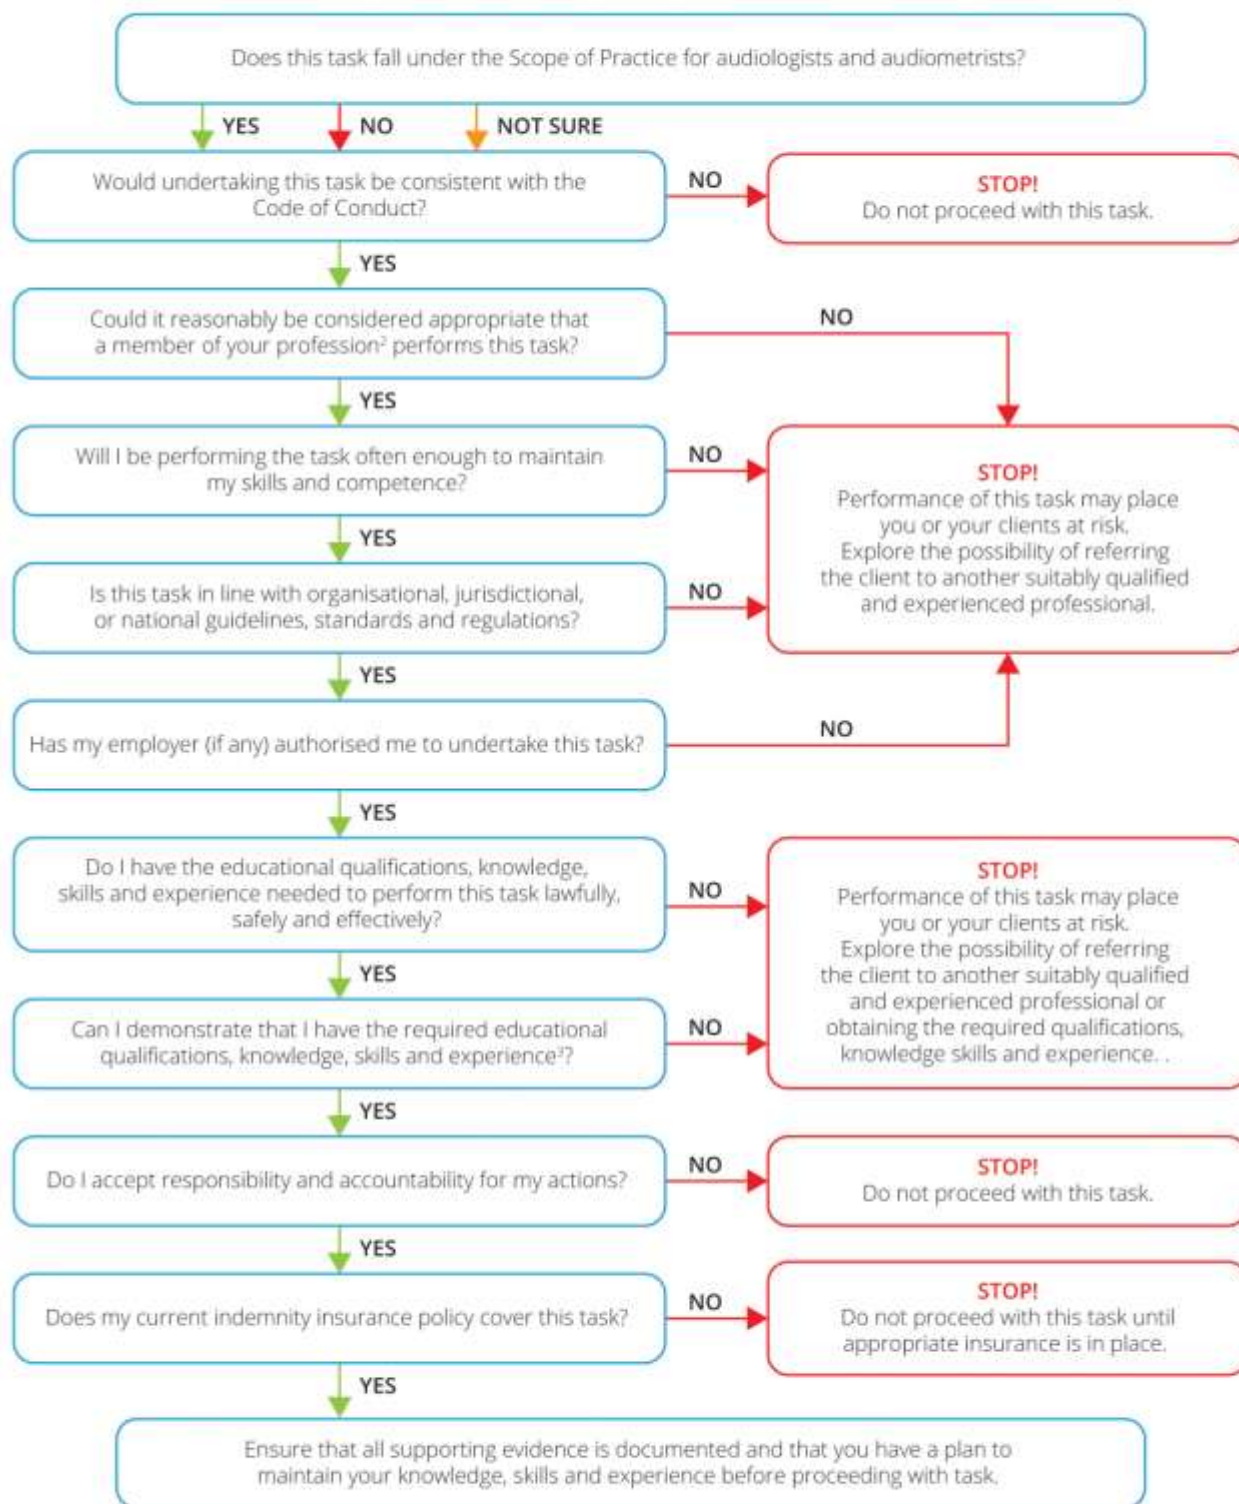 Does this task fall under the Scope of Practice for audiologists and audiometrists?
YES
NO
NOT SURE
Would undertaking this task be consistent with the
Code of Conduct?
NO
STOP!
Do not proceed with this task.
YES
Could it reasonably be considered appropriate that
a member of your profession² performs this task?
NO
YES
Will I be performing the task often enough to maintain
my skills and competence?
NO
STOP!
Performance of this task may place
you or your clients at risk.
Explore the possibility of referring
the client to another suitably qualified
and experienced professional.
YES
Is this task in line with organisational, jurisdictional,
or national guidelines, standards and regulations?
NO
YES
Has my employer (if any) authorised me to undertake this task?
NO
YES
Do I have the educational qualifications, knowledge,
skills and experience needed to perform this task lawfully,
safely and effectively?
NO
STOP!
Performance of this task may place
you or your clients at risk.
Explore the possibility of referring
the client to another suitably qualified
and experienced professional or
obtaining the required qualifications,
knowledge skills and experience. .
YES
Can I demonstrate that I have the required educational
qualifications, knowledge, skills and experience³?
NO
YES
Do I accept responsibility and accountability for my actions?
NO
STOP!
Do not proceed with this task.
YES
Does my current indemnity insurance policy cover this task?
NO
STOP!
Do not proceed with this task until
appropriate insurance is in place.
YES
Ensure that all supporting evidence is documented and that you have a plan to
maintain your knowledge, skills and experience before proceeding with task.